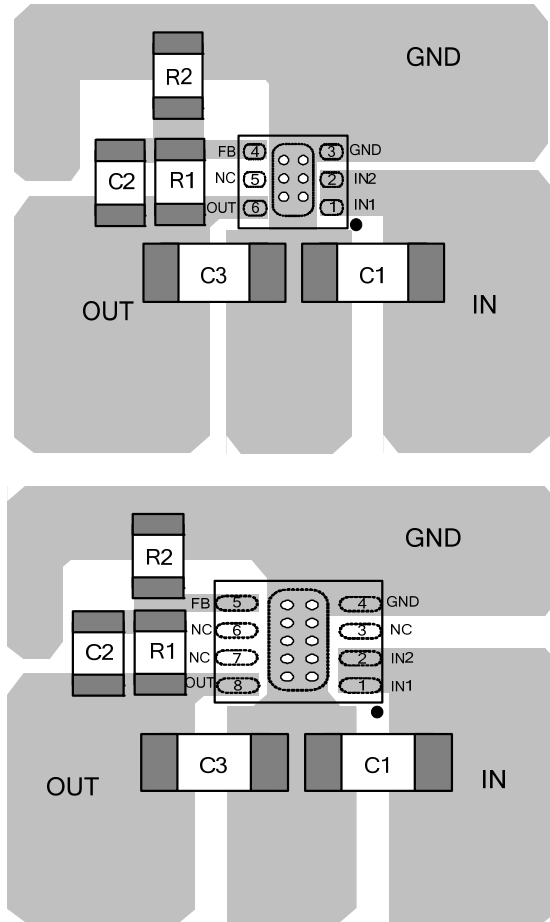 GND
R2
FB 4 3 GND
C2 R1 NC 5 2 IN2
OUT 6 1 IN1
C3 C1
OUT IN
GND
R2
FB 5 4 GND
NC 6 3 NC
C2 R1 NC 7 2 IN2
OUT 8 1 IN1
C3 C1
OUT IN